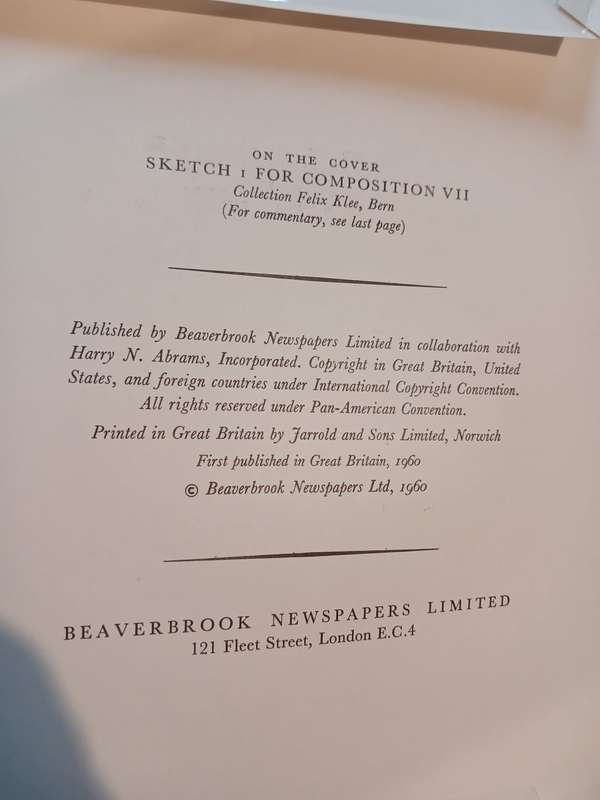 ON THE COVER
SKETCH 1 FOR COMPOSITION VII
Collection Felix Klee, Bern
(For commentary, see last page)
Published by Beaverbrook Newspapers Limited in collaboration with
Harry N. Abrams, Incorporated. Copyright in Great Britain, United
States, and foreign countries under International Copyright Convention.
All rights reserved under Pan-American Convention.
Printed in Great Britain by Jarrold and Sons Limited, Norwich
First published in Great Britain, 1960
© Beaverbrook Newspapers Ltd, 1960
BEAVERBROOK NEWSPAPERS LIMITED
121 Fleet Street, London E.C.4